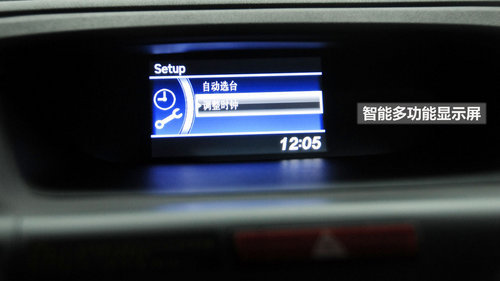 Setup
自动选台
调整时钟
智能多功能显示屏
12:05